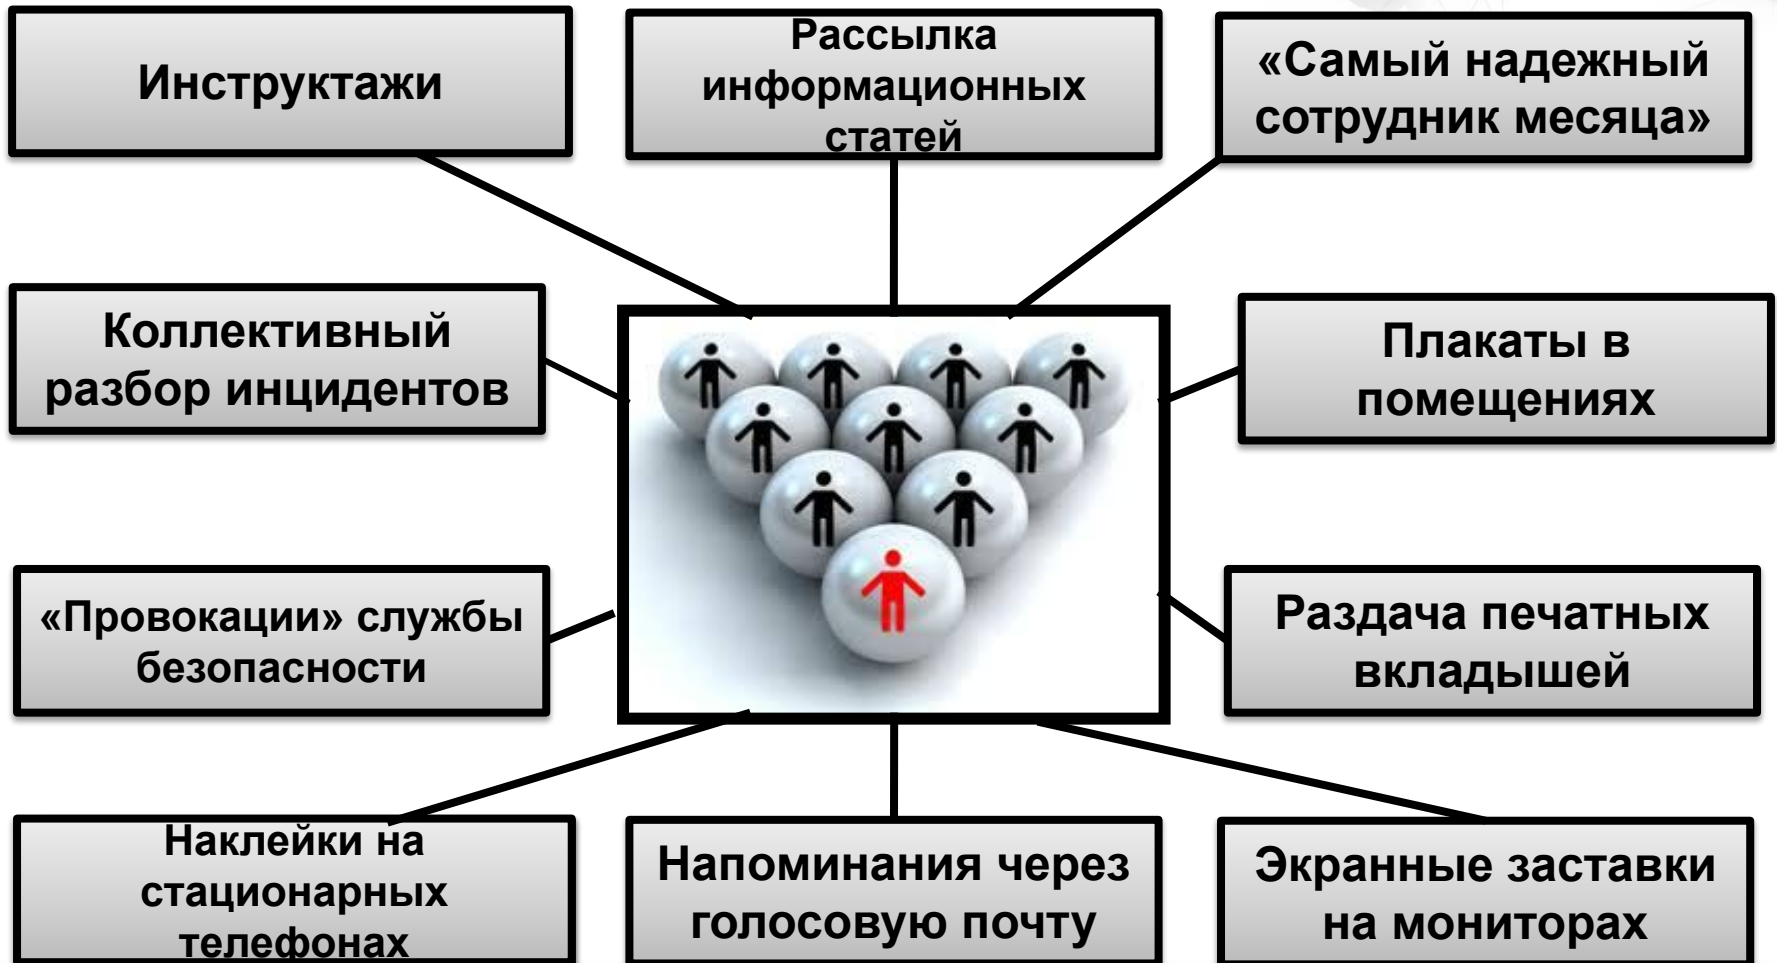 Инструктажи
Рассылка
информационных
статей
«Самый надежный
сотрудник месяца»
Коллективный
разбор инцидентов
Плакаты в
помещениях
«Провокации» службы
безопасности
Раздача печатных
вкладышей
Наклейки на
стационарных
телефонах
Напоминания через
голосовую почту
Экранные заставки
на мониторах